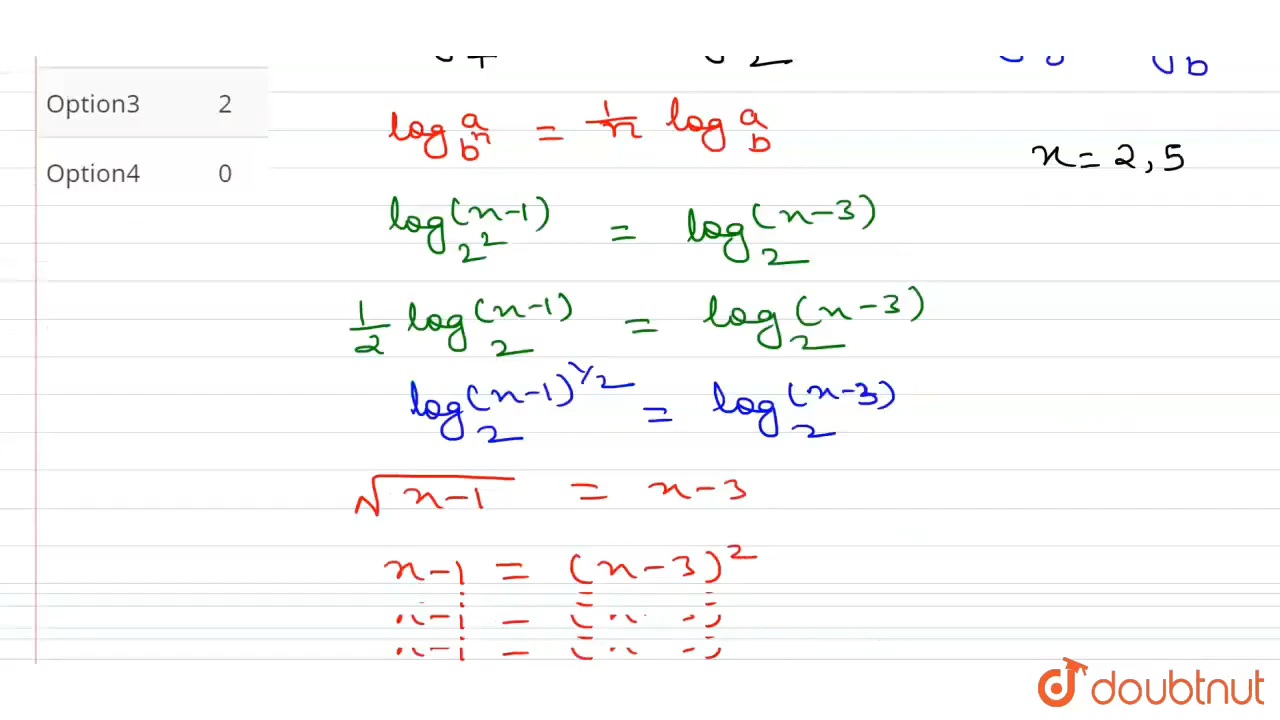 Option3 2
Option4 0
log_{b^n} a = 1/n log_b a
x = 2, 5
log_{2^2} (x-1) = log_2 (x-3)
1/2 log_2 (x-1) = log_2 (x-3)
log_2 (x-1)^{1/2} = log_2 (x-3)
√x-1 = x-3
x-1 = (x-3)^2
doubtnut